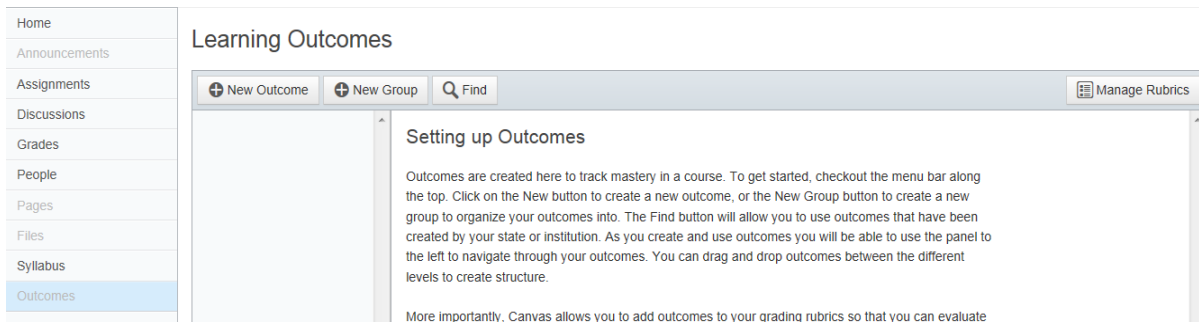 Home
Announcements
Assignments
Discussions
Grades
People
Pages
Files
Syllabus
Outcomes
Learning Outcomes
New Outcome
New Group
Find
Manage Rubrics
Setting up Outcomes
Outcomes are created here to track mastery in a course. To get started, checkout the menu bar along
the top. Click on the New button to create a new outcome, or the New Group button to create a new
group to organize your outcomes into. The Find button will allow you to use outcomes that have been
created by your state or institution. As you create and use outcomes you will be able to use the panel to
the left to navigate through your outcomes. You can drag and drop outcomes between the different
levels to create structure.
More importantly, Canvas allows you to add outcomes to your grading rubrics so that you can evaluate